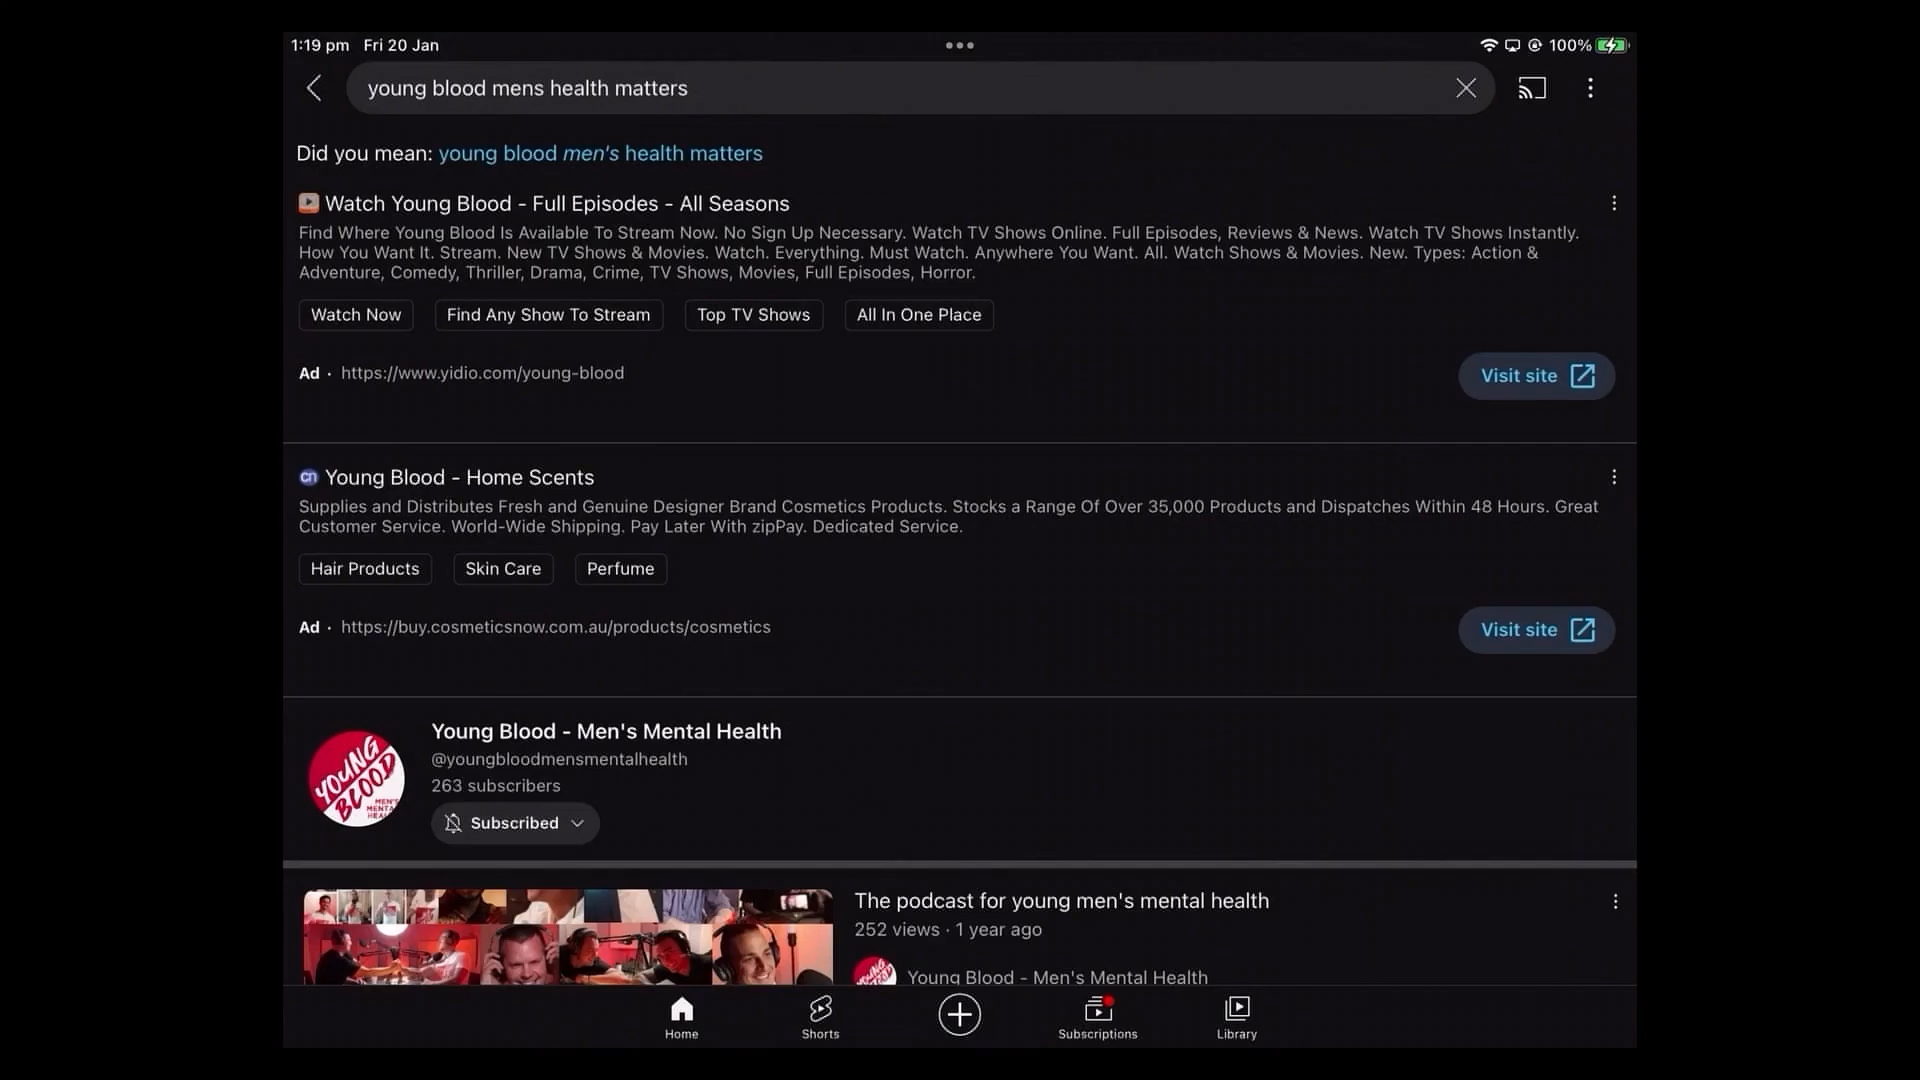 1:19 pm Fri 20 Jan
100%
young blood mens health matters
Did you mean: young blood men's health matters
Watch Young Blood - Full Episodes - All Seasons
Find Where Young Blood Is Available To Stream Now. No Sign Up Necessary. Watch TV Shows Online. Full Episodes, Reviews & News. Watch TV Shows Instantly.
How You Want It. Stream. New TV Shows & Movies. Watch. Everything. Must Watch. Anywhere You Want. All. Watch Shows & Movies. New. Types: Action &
Adventure, Comedy, Thriller, Drama, Crime, TV Shows, Movies, Full Episodes, Horror.
Watch Now Find Any Show To Stream Top TV Shows All In One Place
Ad · https://www.yidio.com/young-blood
Visit site
cn Young Blood - Home Scents
Supplies and Distributes Fresh and Genuine Designer Brand Cosmetics Products. Stocks a Range Of Over 35,000 Products and Dispatches Within 48 Hours. Great
Customer Service. World-Wide Shipping. Pay Later With zipPay. Dedicated Service.
Hair Products Skin Care Perfume
Ad · https://buy.cosmeticsnow.com.au/products/cosmetics
Visit site
YOUNG
BLOOD
Young Blood - Men's Mental Health
@youngbloodmensmentalhealth
263 subscribers
Subscribed
The podcast for young men's mental health
252 views · 1 year ago
Young Blood - Men's Mental Health
Home Shorts Subscriptions Library